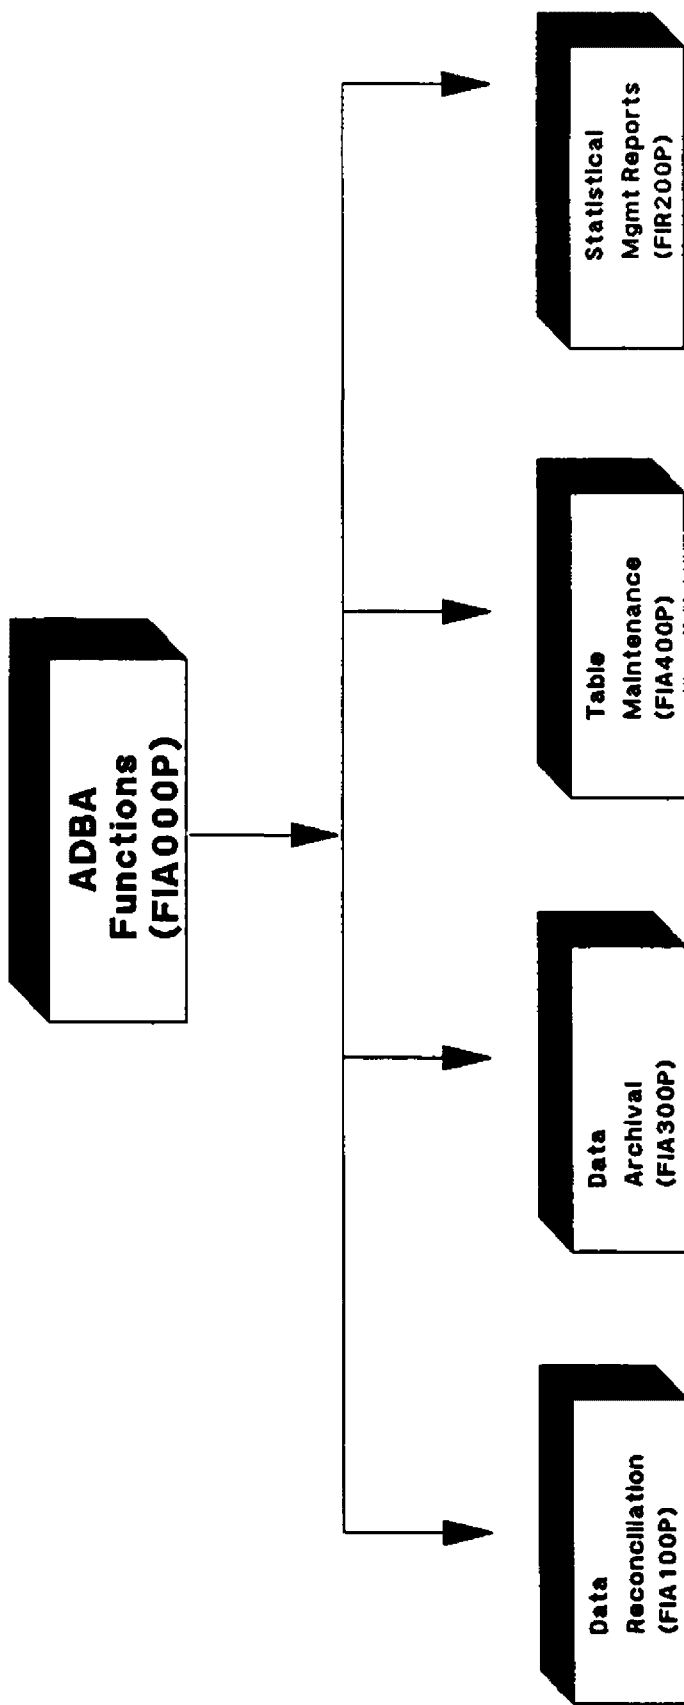 ADBA
Functions
(FIA000P)
Data
Reconciliation
(FIA100P)
Data
Archival
(FIA300P)
Table
Maintenance
(FIA400P)
Statistical
Mgmt Reports
(FIR200P)